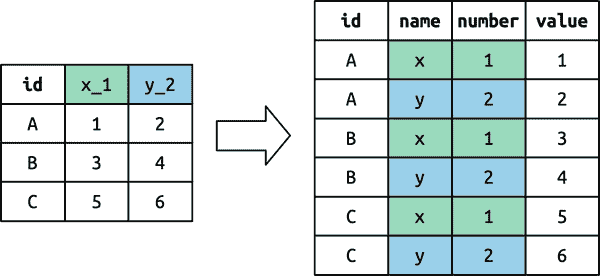 id x_1 y_2
A 1 2
B 3 4
C 5 6
id name number value
A x 1 1
A y 2 2
B x 1 3
B y 2 4
C x 1 5
C y 2 6